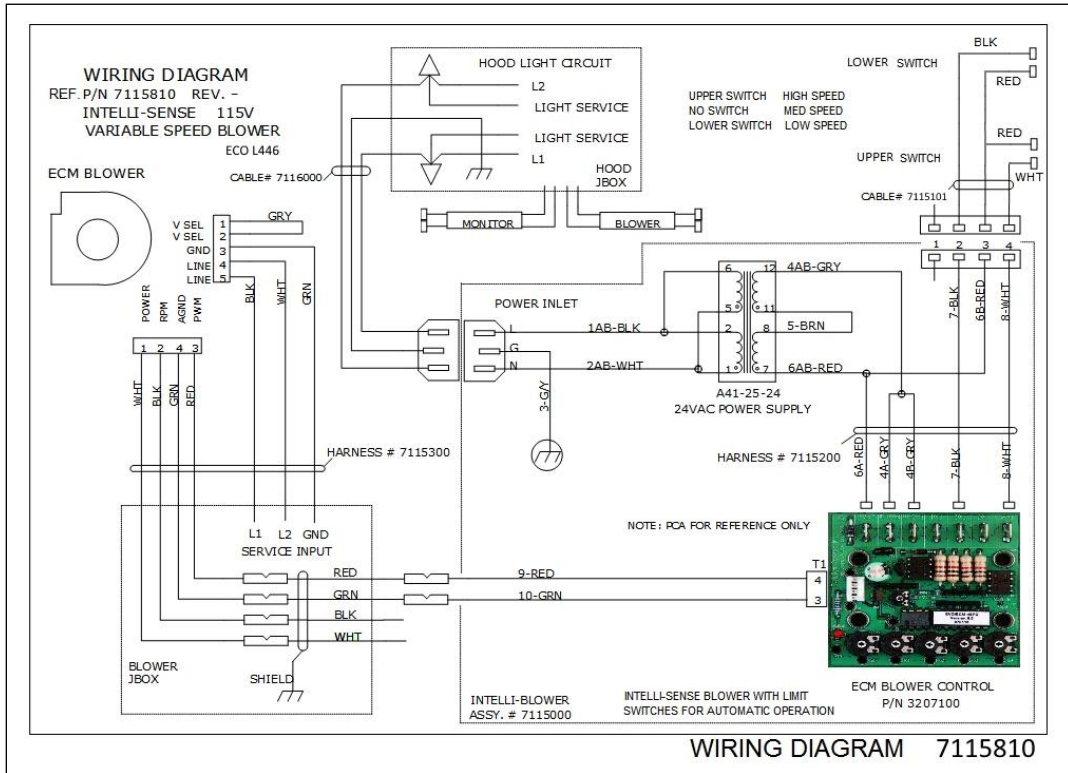 WIRING DIAGRAM
REF. P/N 7115810 REV. -
INTELLI-SENSE 115V
VARIABLE SPEED BLOWER
ECO L446
ECM BLOWER
CABLE# 7116000
HOOD LIGHT CIRCUIT
L2
LIGHT SERVICE
LIGHT SERVICE
L1
HOOD
JBOX
MONITOR
BLOWER
UPPER SWITCH HIGH SPEED
NO SWITCH MED SPEED
LOWER SWITCH LOW SPEED
LOWER SWITCH
BLK
RED
RED
UPPER SWITCH
WHT
CABLE# 7115101
1 2 3 4
7-BLK
6B-RED
8-WHT
V SEL 1
V SEL 2
GND 3
LINE 4
LINE 5
GRY
BLK
WHT
GRN
POWER
RPM
AGND
PWM
1 2 4 3
WHT
BLK
GRN
RED
POWER INLET
L
G
N
1AB-BLK
2AB-WHT
3-G/Y
6 12
5 11
2 8
1 7
4AB-GRY
5-BRN
6AB-RED
A41-25-24
24VAC POWER SUPPLY
HARNESS # 7115300
HARNESS # 7115200
6A-RED
4A-GRY
4B-GRY
7-BLK
8-WHT
L1 L2 GND
SERVICE INPUT
RED
GRN
BLK
WHT
SHIELD
BLOWER
JBOX
9-RED
10-GRN
T1
4
3
NOTE: PCA FOR REFERENCE ONLY
ECM BLOWER CONTROL
P/N 3207100
INTELLI-BLOWER
ASSY. # 7115000
INTELLI-SENSE BLOWER WITH LIMIT
SWITCHES FOR AUTOMATIC OPERATION
WIRING DIAGRAM 7115810